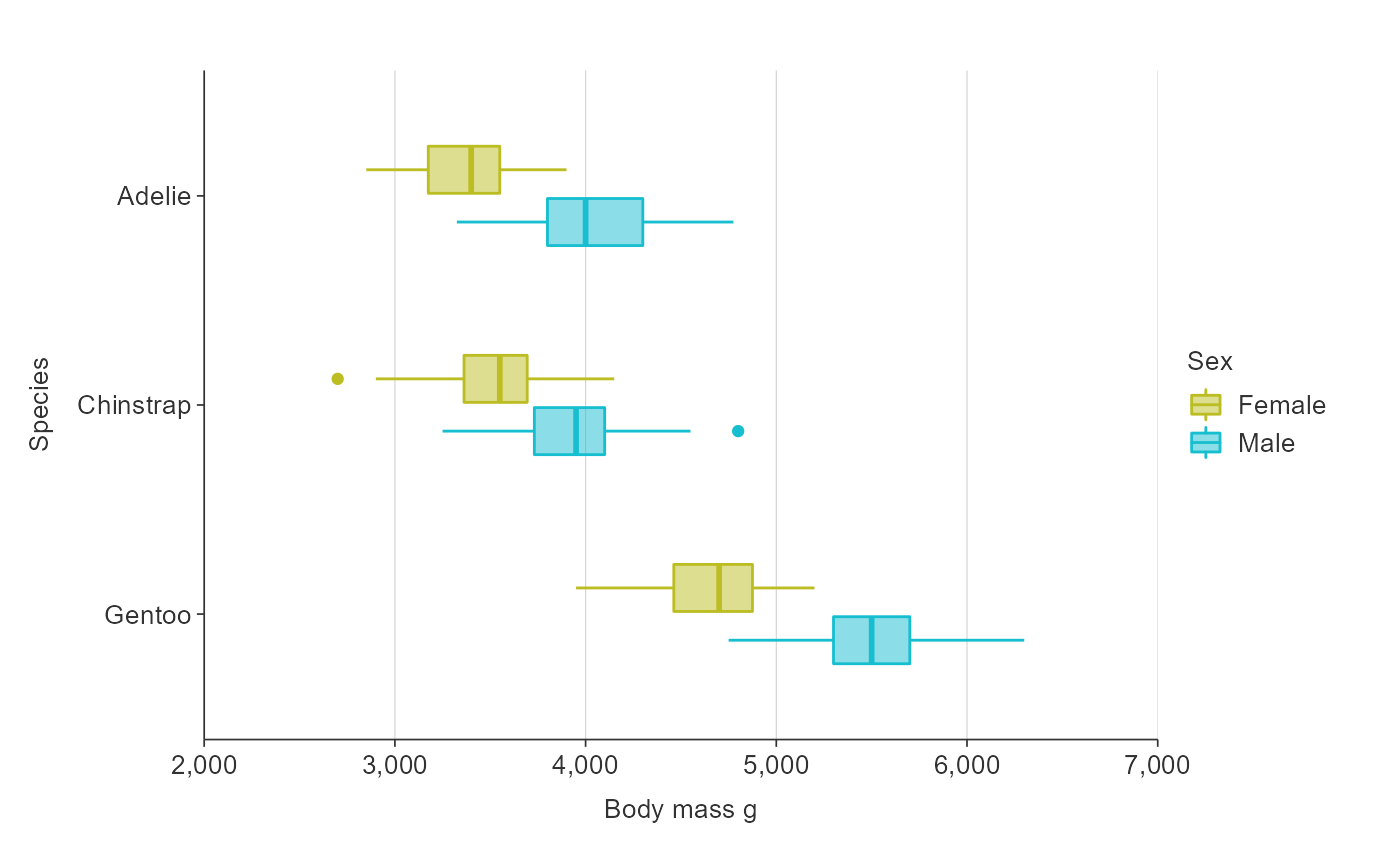 Species
Adelie
Chinstrap
Gentoo
2,000 3,000 4,000 5,000 6,000 7,000
Body mass g
Sex
Female
Male